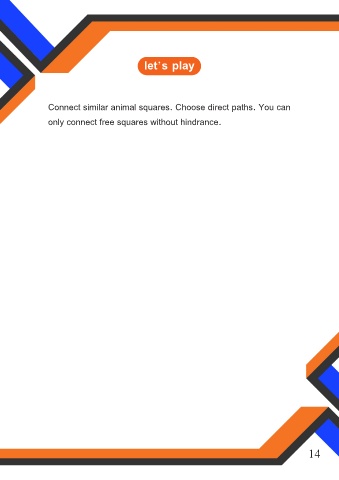 let's play
Connect similar animal squares. Choose direct paths. You can
only connect free squares without hindrance.
14